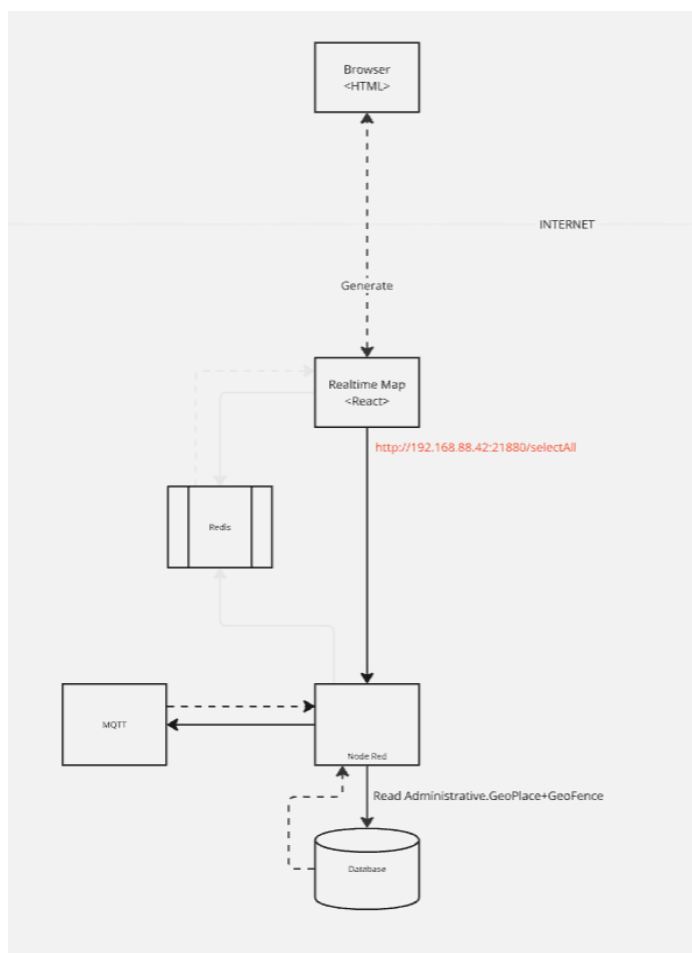 Browser
<HTML>
INTERNET
Generate
Realtime Map
<React>
http://192.168.88.42:21880/selectAll
Redis
MQTT
Node Red
Read Administrative.GeoPlace+GeoFence
Database